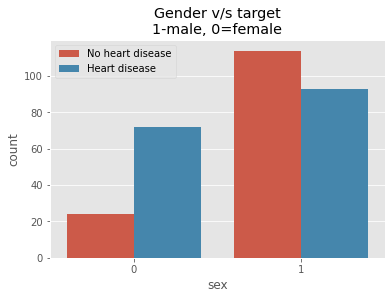 Gender v/s target
1-male, 0=female
No heart disease
Heart disease
100
80
60
40
20
0
count
0 1
sex